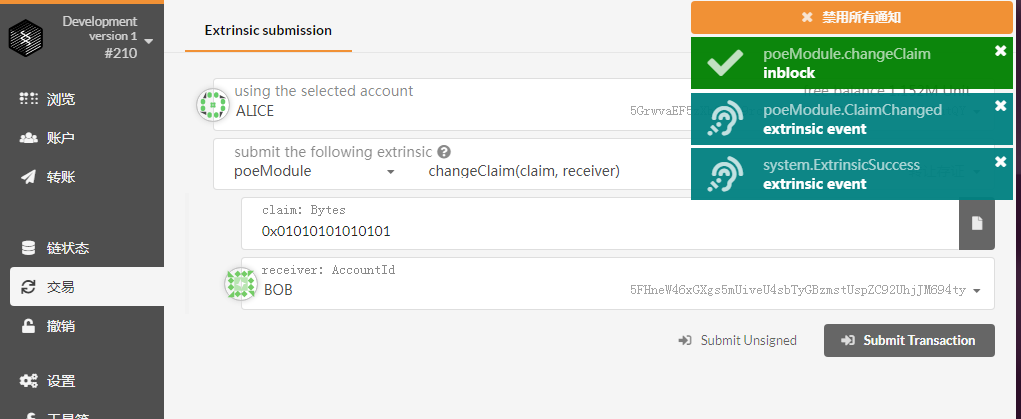 Development
version 1
#210
浏览
账户
转账
链状态
交易
撤销
设置
Extrinsic submission
using the selected account
ALICE
submit the following extrinsic
poeModule
changeClaim(claim, receiver)
claim: Bytes
0x01010101010101
receiver: AccountId
BOB
5FHneW46xGXgs5mUiveU4sbTyGBzmstUspZC92UhjJM694ty
Submit Unsigned
Submit Transaction
禁用所有通知
poeModule.changeClaim
inblock
poeModule.ClaimChanged
extrinsic event
system.ExtrinsicSuccess
extrinsic event